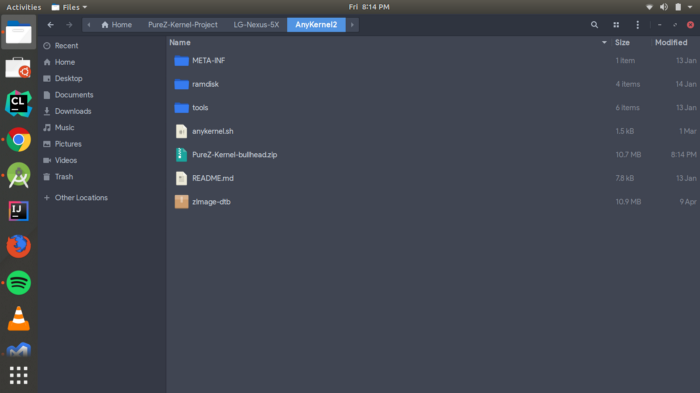 Activities Files Fri 8:14 PM
Home PureZ-Kernel-Project LG-Nexus-5X AnyKernel2
Recent
Home
Desktop
Documents
Downloads
Music
Pictures
Videos
Trash
Other Locations
Name Size Modified
META-INF 1 item 13 Jan
ramdisk 4 items 14 Jan
tools 6 items 13 Jan
anykernel.sh 1.5 kB 1 Mar
PureZ-Kernel-bullhead.zip 10.7 MB 8:14 PM
README.md 7.8 kB 13 Jan
zImage-dtb 10.9 MB 9 Apr
CL
IJ